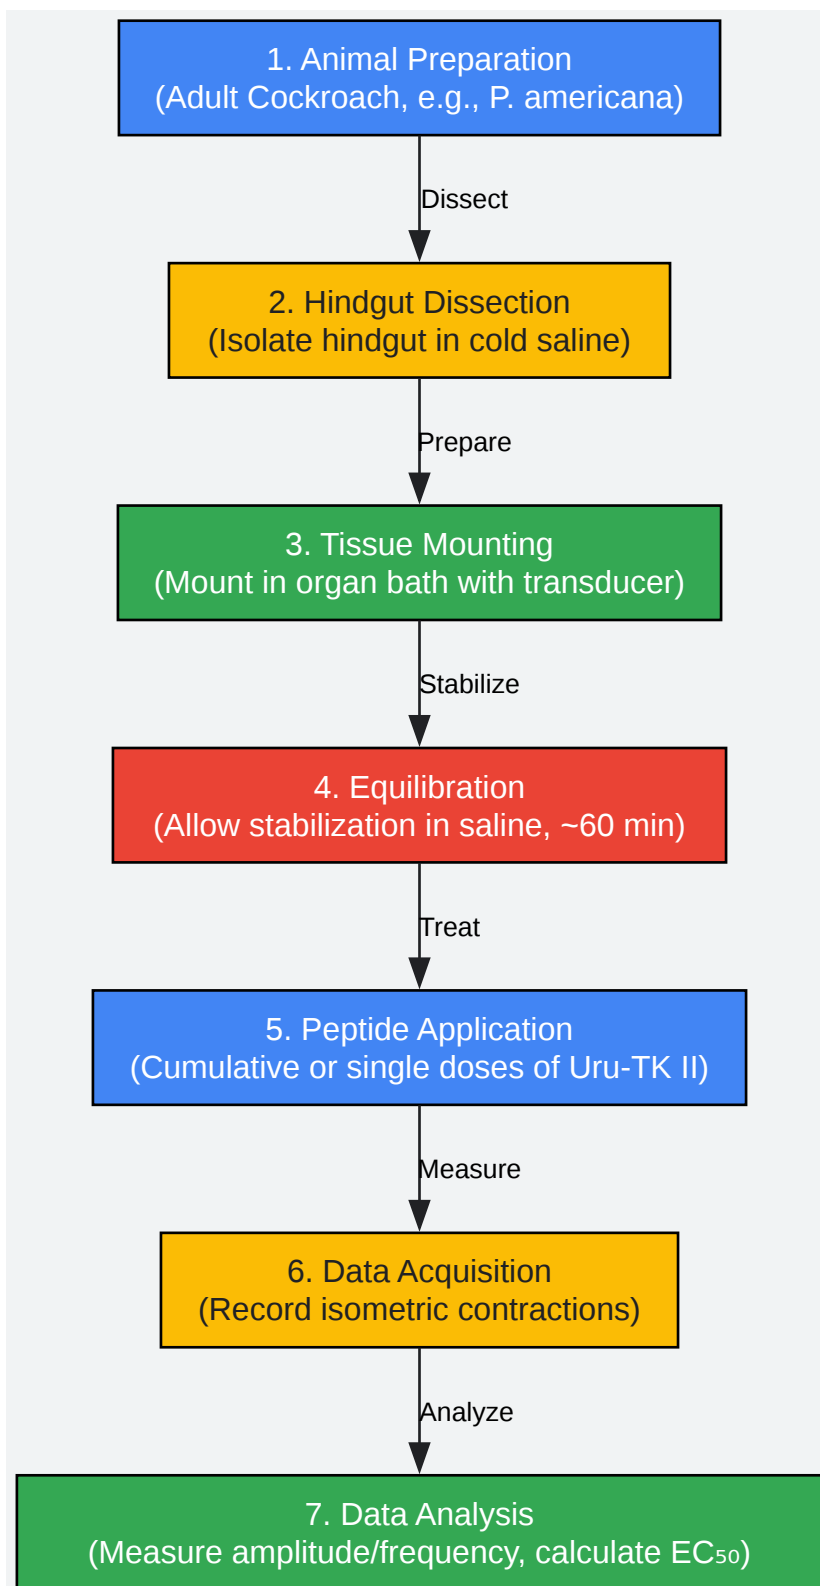 1. Animal Preparation
(Adult Cockroach, e.g., P. americana)
Dissect
2. Hindgut Dissection
(Isolate hindgut in cold saline)
Prepare
3. Tissue Mounting
(Mount in organ bath with transducer)
Stabilize
4. Equilibration
(Allow stabilization in saline, ~60 min)
Treat
5. Peptide Application
(Cumulative or single doses of Uru-TK II)
Measure
6. Data Acquisition
(Record isometric contractions)
Analyze
7. Data Analysis
(Measure amplitude/frequency, calculate EC₅₀)